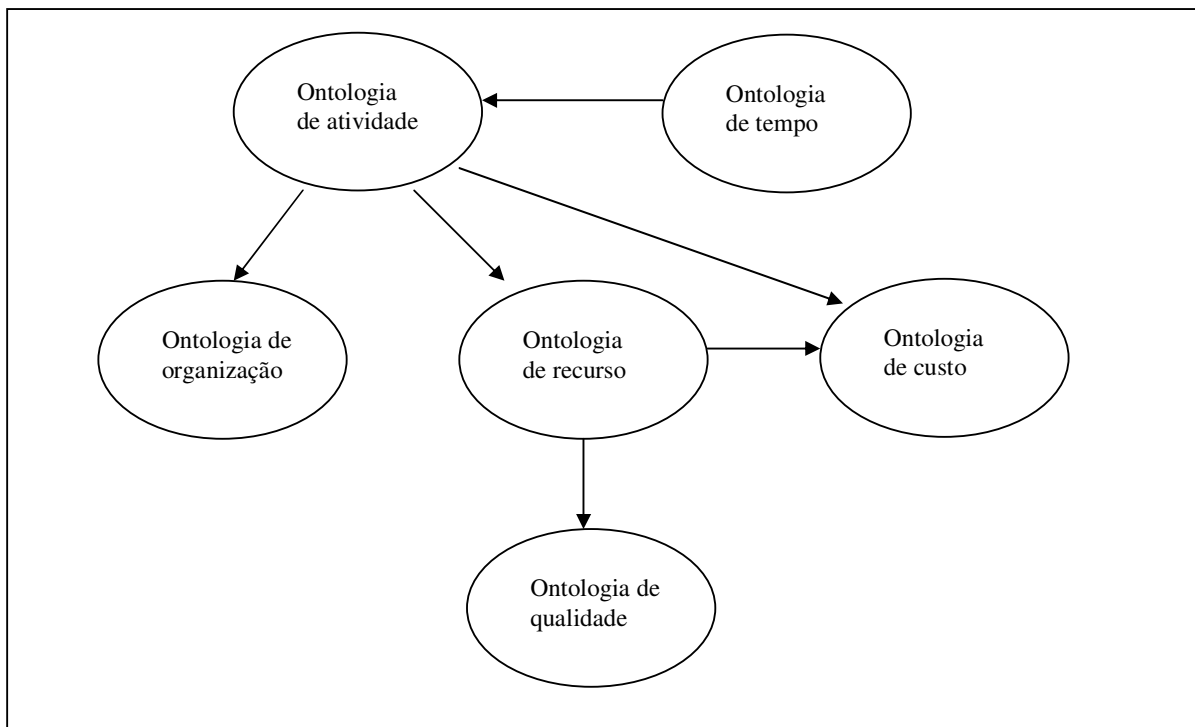 Ontologia
de atividade
Ontologia
de tempo
Ontologia de
organização
Ontologia
de recurso
Ontologia
de custo
Ontologia de
qualidade